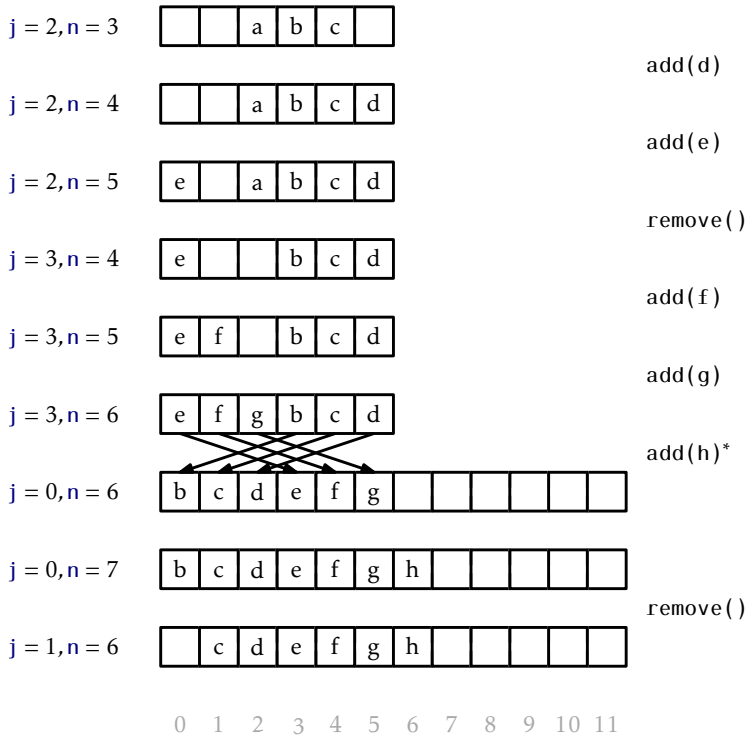 j = 2, n = 3 a b c
add(d)
j = 2, n = 4 a b c d
add(e)
j = 2, n = 5 e a b c d
remove()
j = 3, n = 4 e b c d
add(f)
j = 3, n = 5 e f b c d
add(g)
j = 3, n = 6 e f g b c d
add(h)*
j = 0, n = 6 b c d e f g
j = 0, n = 7 b c d e f g h
remove()
j = 1, n = 6 c d e f g h
0 1 2 3 4 5 6 7 8 9 10 11